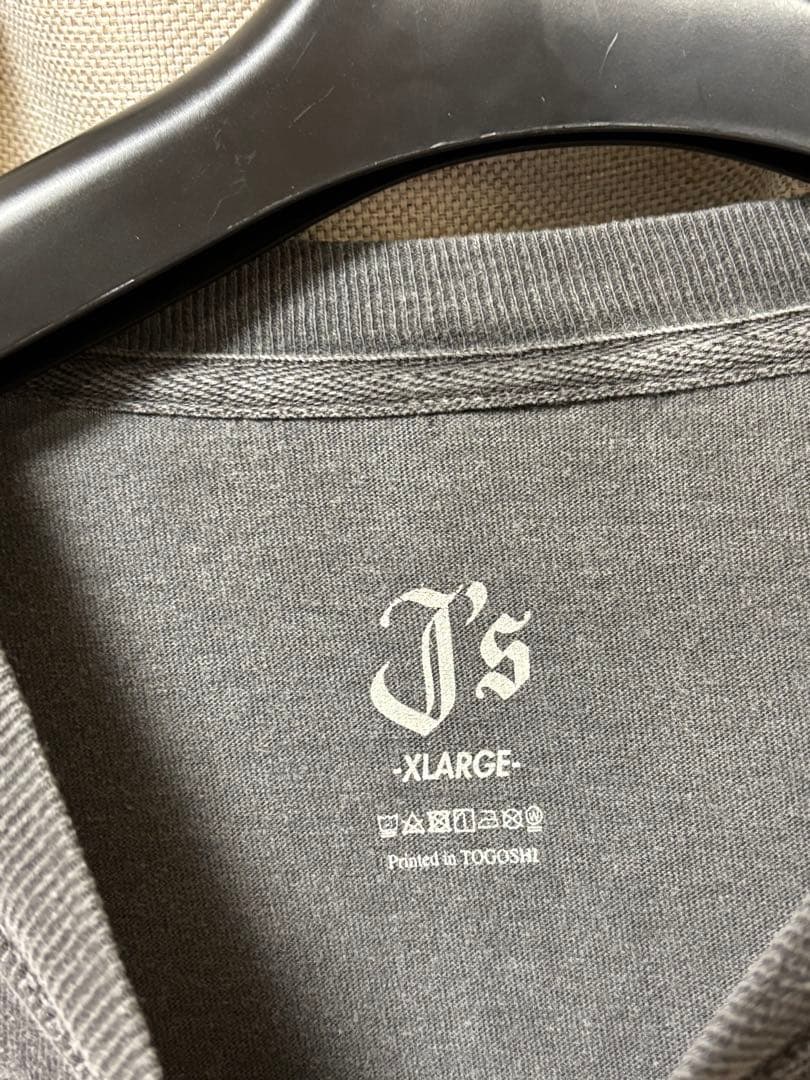 J's
-XLARGE-
Printed in TOGOSHI